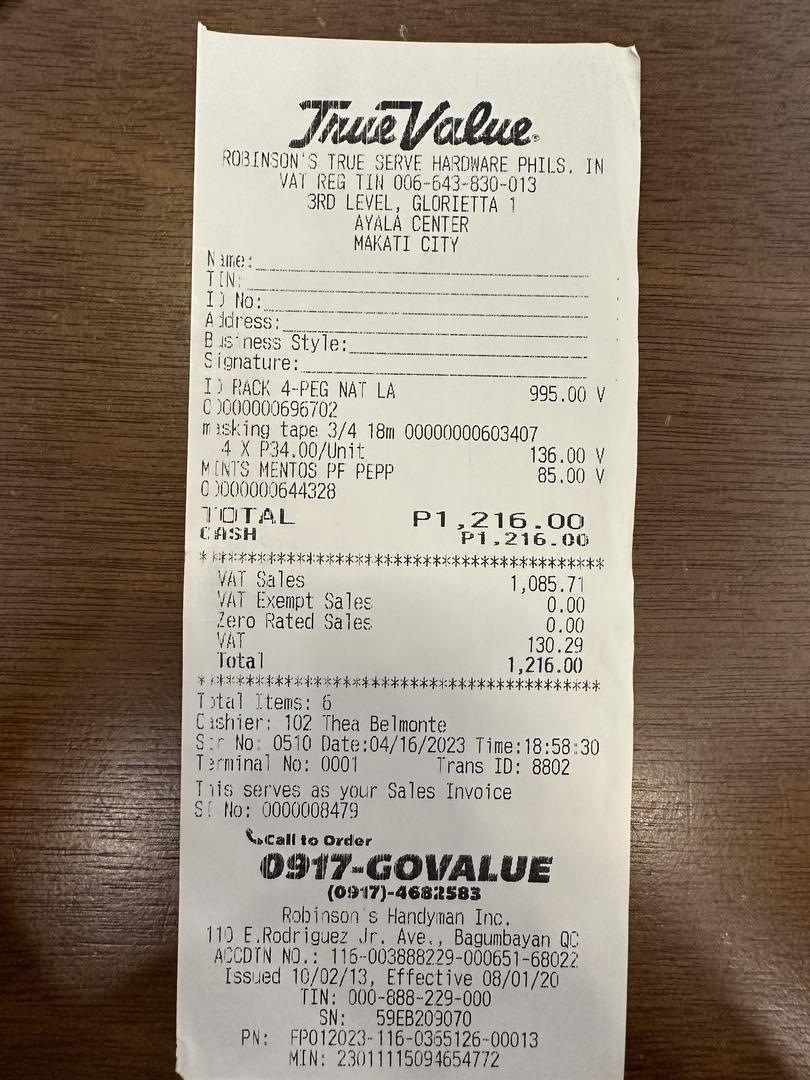 True Value®
ROBINSON'S TRUE SERVE HARDWARE PHILS. IN
VAT REG TIN 006-643-830-013
3RD LEVEL, GLORIETTA 1
AYALA CENTER
MAKATI CITY
Name:
TIN:
ID No:
Address:
Business Style:
Signature:
ID RACK 4-PEG NAT LA 995.00 V
00000000696702
masking tape 3/4 18m 00000000603407
4 X P34.00/Unit 136.00 V
MINTS MENTOS PF PEPP 85.00 V
00000000644328
TOTAL P1,216.00
CASH P1,216.00
****************************************
VAT Sales 1,085.71
VAT Exempt Sales 0.00
Zero Rated Sales 0.00
VAT 130.29
Total 1,216.00
****************************************
Total Items: 6
Cashier: 102 Thea Belmonte
Str No: 0510 Date:04/16/2023 Time:18:58:30
Terminal No: 0001 Trans ID: 8802
This serves as your Sales Invoice
SI No: 0000008479
Call to Order
0917-GOVALUE
(0917)-4682583
Robinson's Handyman Inc.
110 E.Rodriguez Jr. Ave., Bagumbayan QC
ACCDTN NO.: 116-003888229-000651-68022
Issued 10/02/13, Effective 08/01/20
TIN: 000-888-229-000
SN: 59EB209070
PN: FP012023-116-0365126-00013
MIN: 23011115094654772